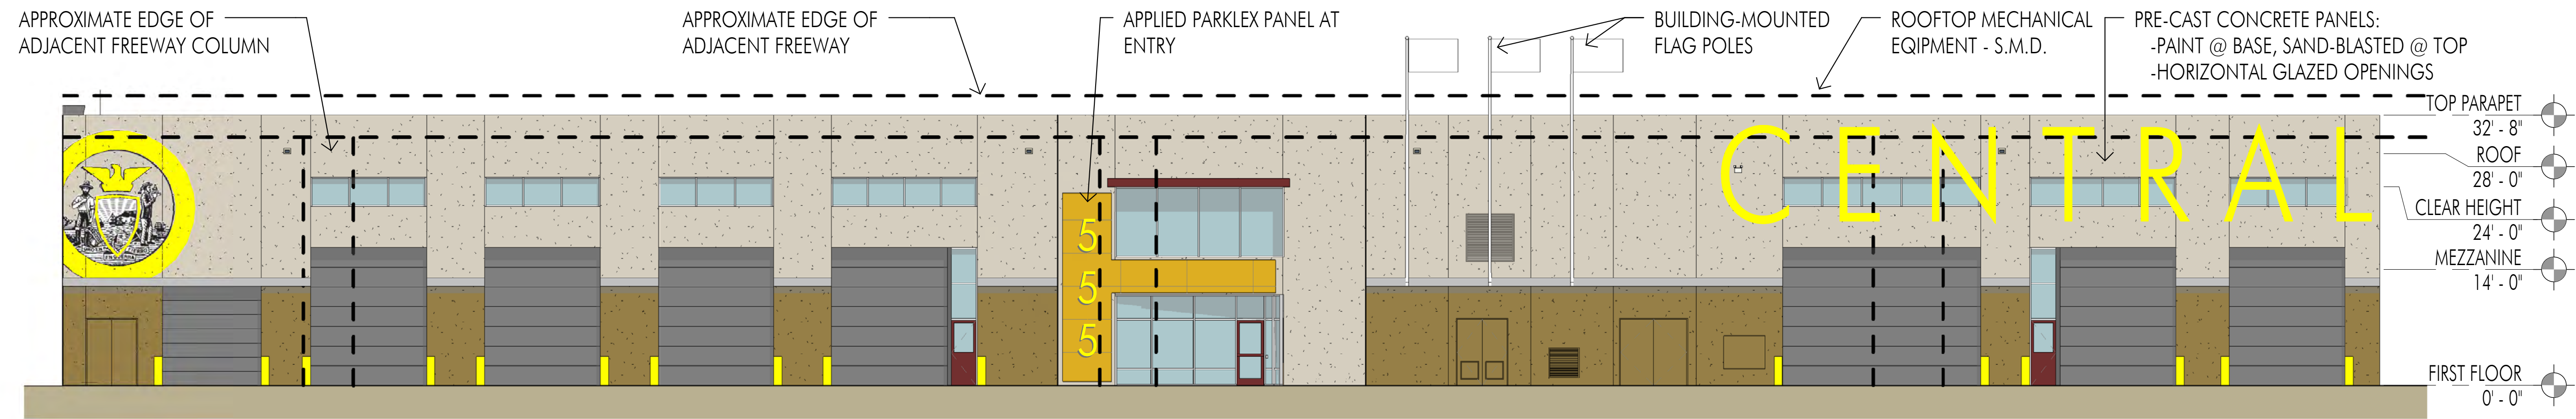 APPROXIMATE EDGE OF
ADJACENT FREEWAY COLUMN
APPROXIMATE EDGE OF
ADJACENT FREEWAY
APPLIED PARKLEX PANEL AT
ENTRY
BUILDING-MOUNTED
FLAG POLES
ROOFTOP MECHANICAL
EQIPMENT - S.M.D.
PRE-CAST CONCRETE PANELS:
-PAINT @ BASE, SAND-BLASTED @ TOP
-HORIZONTAL GLAZED OPENINGS
TOP PARAPET
32' - 8"
ROOF
28' - 0"
CLEAR HEIGHT
24' - 0"
MEZZANINE
14' - 0"
FIRST FLOOR
0' - 0"
CENTRAL
5
5
5